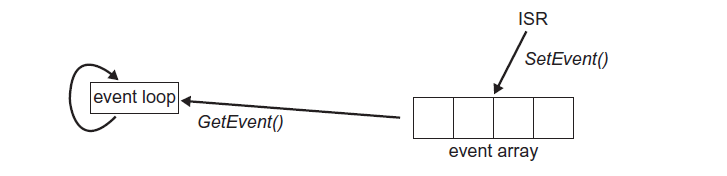 ISR
SetEvent()
event loop
GetEvent()
event array